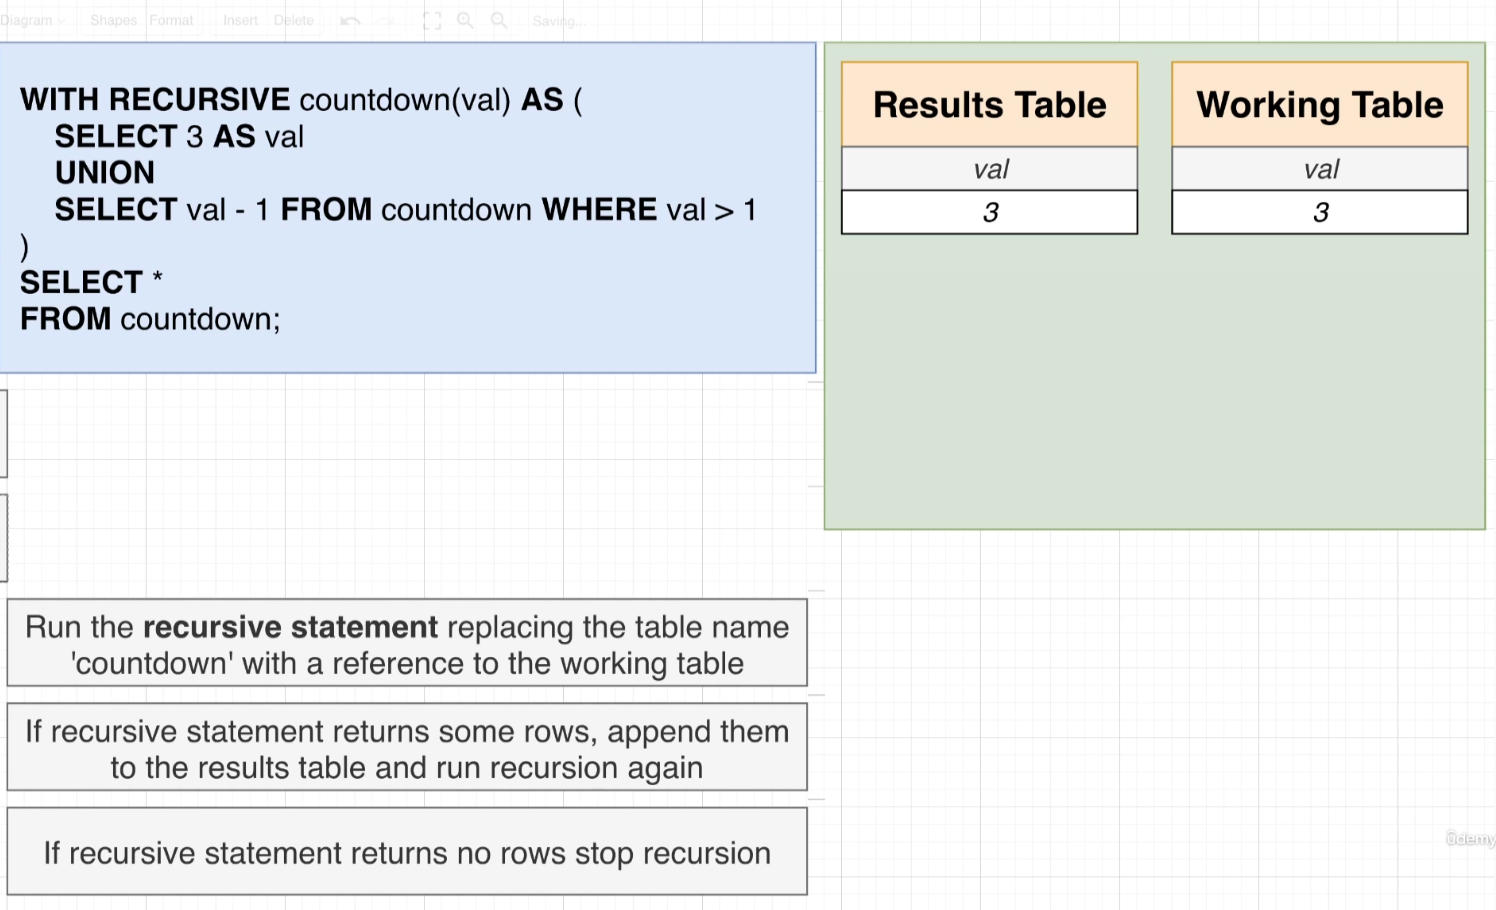 Diagram Shapes Format Insert Delete Saving...
WITH RECURSIVE countdown(val) AS (
SELECT 3 AS val
UNION
SELECT val - 1 FROM countdown WHERE val > 1
)
SELECT *
FROM countdown;
Results Table
val
3
Working Table
val
3
Run the recursive statement replacing the table name
'countdown' with a reference to the working table
If recursive statement returns some rows, append them
to the results table and run recursion again
If recursive statement returns no rows stop recursion
ûdemy